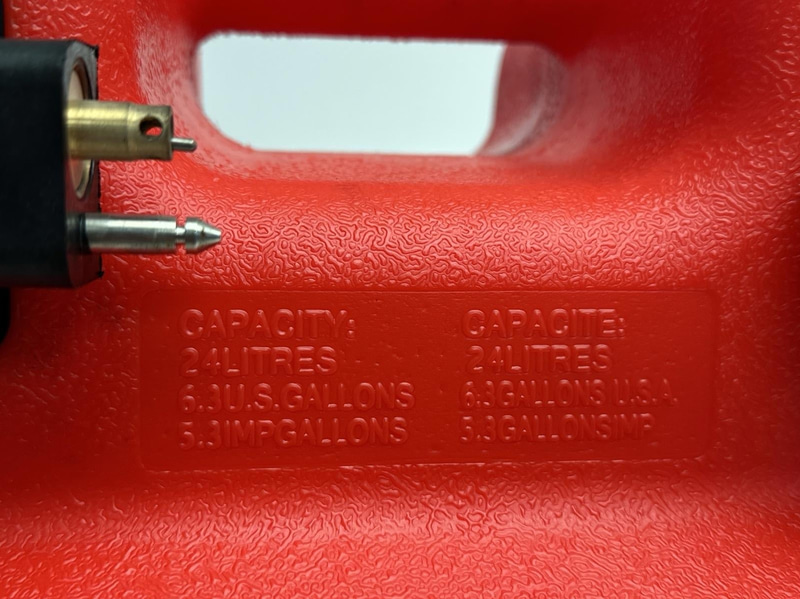 CAPACITY:
24LITRES
6.3U.S.GALLONS
5.3IMPGALLONS
CAPACITE:
24LITRES
6.3GALLONS U.S.A.
5.3GALLONSIMP